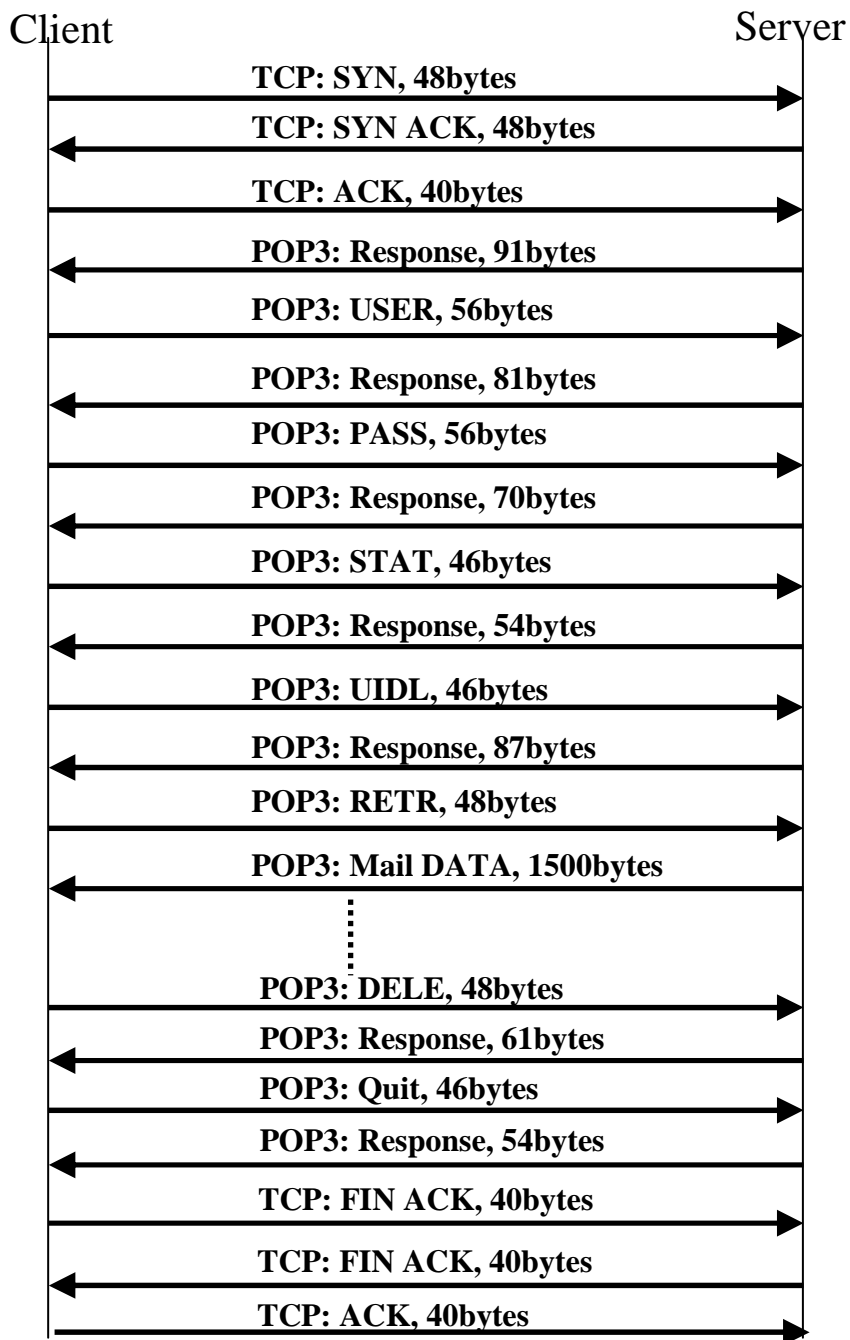 Client Server
TCP: SYN, 48bytes
TCP: SYN ACK, 48bytes
TCP: ACK, 40bytes
POP3: Response, 91bytes
POP3: USER, 56bytes
POP3: Response, 81bytes
POP3: PASS, 56bytes
POP3: Response, 70bytes
POP3: STAT, 46bytes
POP3: Response, 54bytes
POP3: UIDL, 46bytes
POP3: Response, 87bytes
POP3: RETR, 48bytes
POP3: Mail DATA, 1500bytes
POP3: DELE, 48bytes
POP3: Response, 61bytes
POP3: Quit, 46bytes
POP3: Response, 54bytes
TCP: FIN ACK, 40bytes
TCP: FIN ACK, 40bytes
TCP: ACK, 40bytes